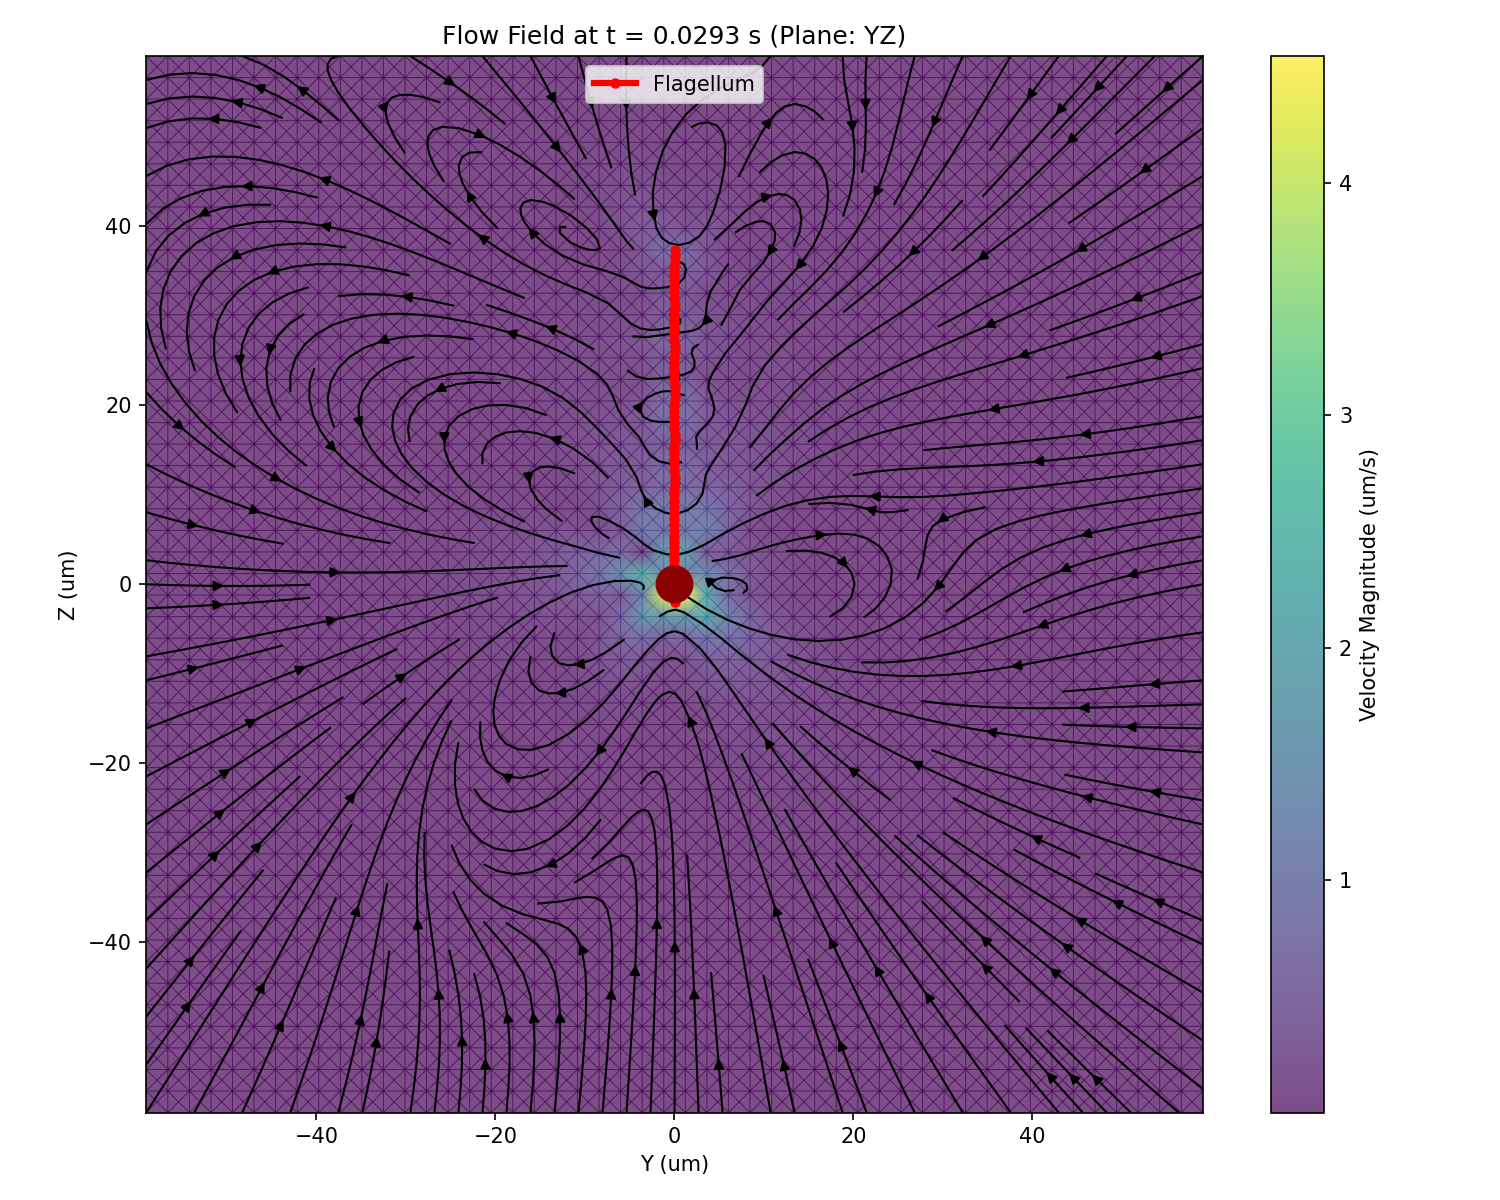 Flow Field at t = 0.0293 s (Plane: YZ)
Flagellum
40
20
0
−20
−40
Z (um)
−40
−20
0
20
40
Y (um)
4
3
2
1
Velocity Magnitude (um/s)